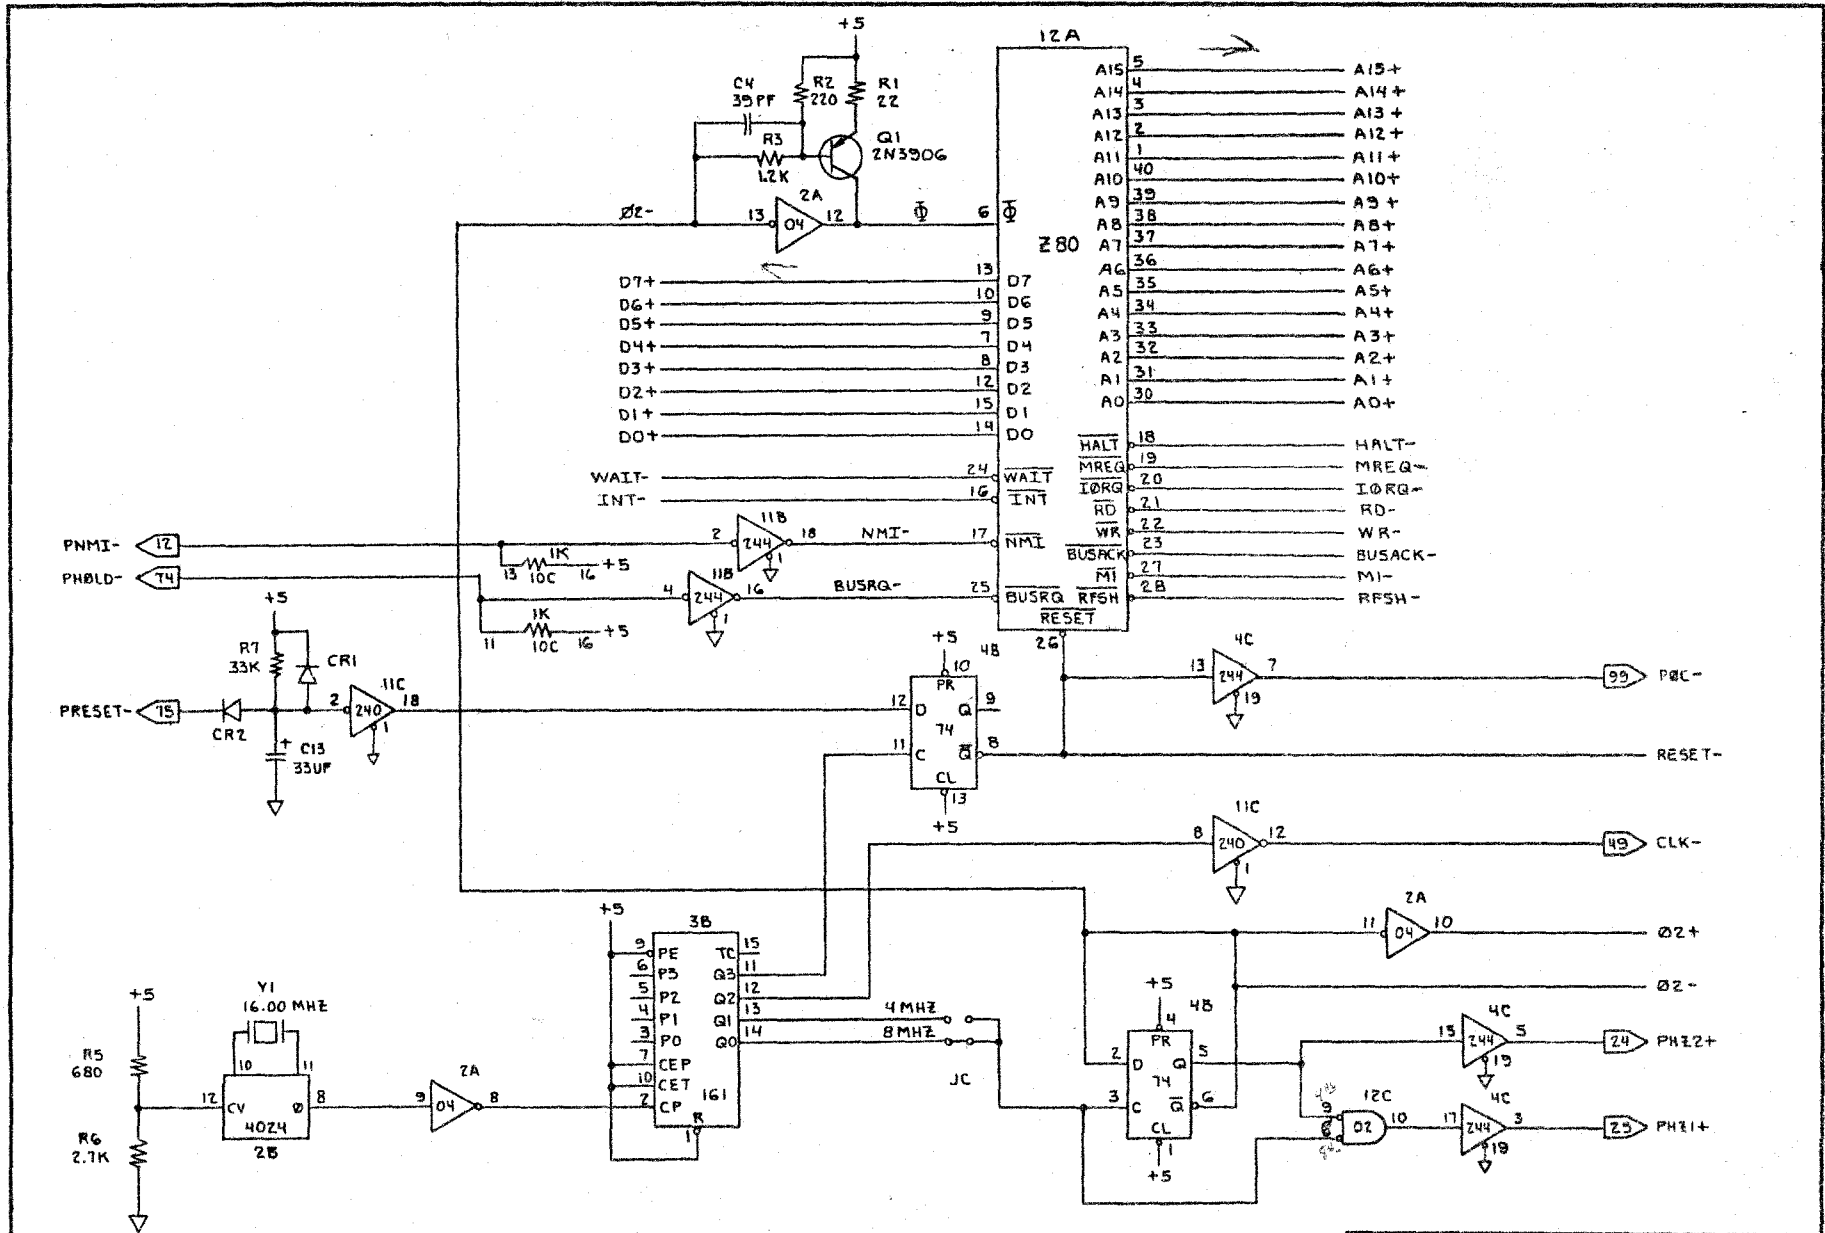 +5
12A
C4
39PF
R2
220
R1
22
Q1
2N3906
R3
1.2K
2A
Ø2-
13
04
12
Φ
6
Φ
Z80
A15 5 A15+
A14 4 A14+
A13 3 A13+
A12 2 A12+
A11 1 A11+
A10 40 A10+
A9 39 A9+
A8 38 A8+
A7 37 A7+
A6 36 A6+
A5 35 A5+
A4 34 A4+
A3 33 A3+
A2 32 A2+
A1 31 A1+
A0 30 A0+
D7+ 13 D7
D6+ 10 D6
D5+ 9 D5
D4+ 7 D4
D3+ 8 D3
D2+ 12 D2
D1+ 15 D1
D0+ 14 D0
WAIT- 24 WAIT
INT- 16 INT
HALT 18 HALT-
MREQ 19 MREQ-
IØRQ 20 IØRQ-
RD 21 RD-
WR 22 WR-
BUSACK 23 BUSACK-
M1 27 M1-
RFSH 28 RFSH-
PNMI- 12
2 11B 244 1 18 NMI- 17 NMI
13 1K 10C 16 +5
PHØLD- 74
4 11B 244 1 16 BUSRQ- 25 BUSRQ
11 1K 10C 16 +5
RESET
26
+5
R7
33K
CR1
PRESET- 75
CR2
C13
33UF
+
2 11C 240 1 18
+5
10 4B
PR
12 D Q 9
74
11 C Q 8
CL
13
+5
13 4C 244 19 7 99 PØC-
RESET-
8 11C 240 1 12 49 CLK-
11 2A 04 10 Ø2+
Ø2-
+5
3B
9 PE TC 15
6 P3 Q3 11
5 P2 Q2 12
4 P1 Q1 13 4MHZ
3 P0 Q0 14 8MHZ
7 CEP
10 CET 161
2 CP
R
1
JC
+5
R5
680
R6
2.7K
Y1
16.00 MHZ
10 11
12 CV Ø 8
4024
2B
9 2A 04 8
+5
4 4B
PR
2 D Q 5
74
3 C Q 6
CL
1
+5
15 4C 244 19 5 24 PHZ2+
12C
02 10
17 4C 244 19 3 25 PHZ1+